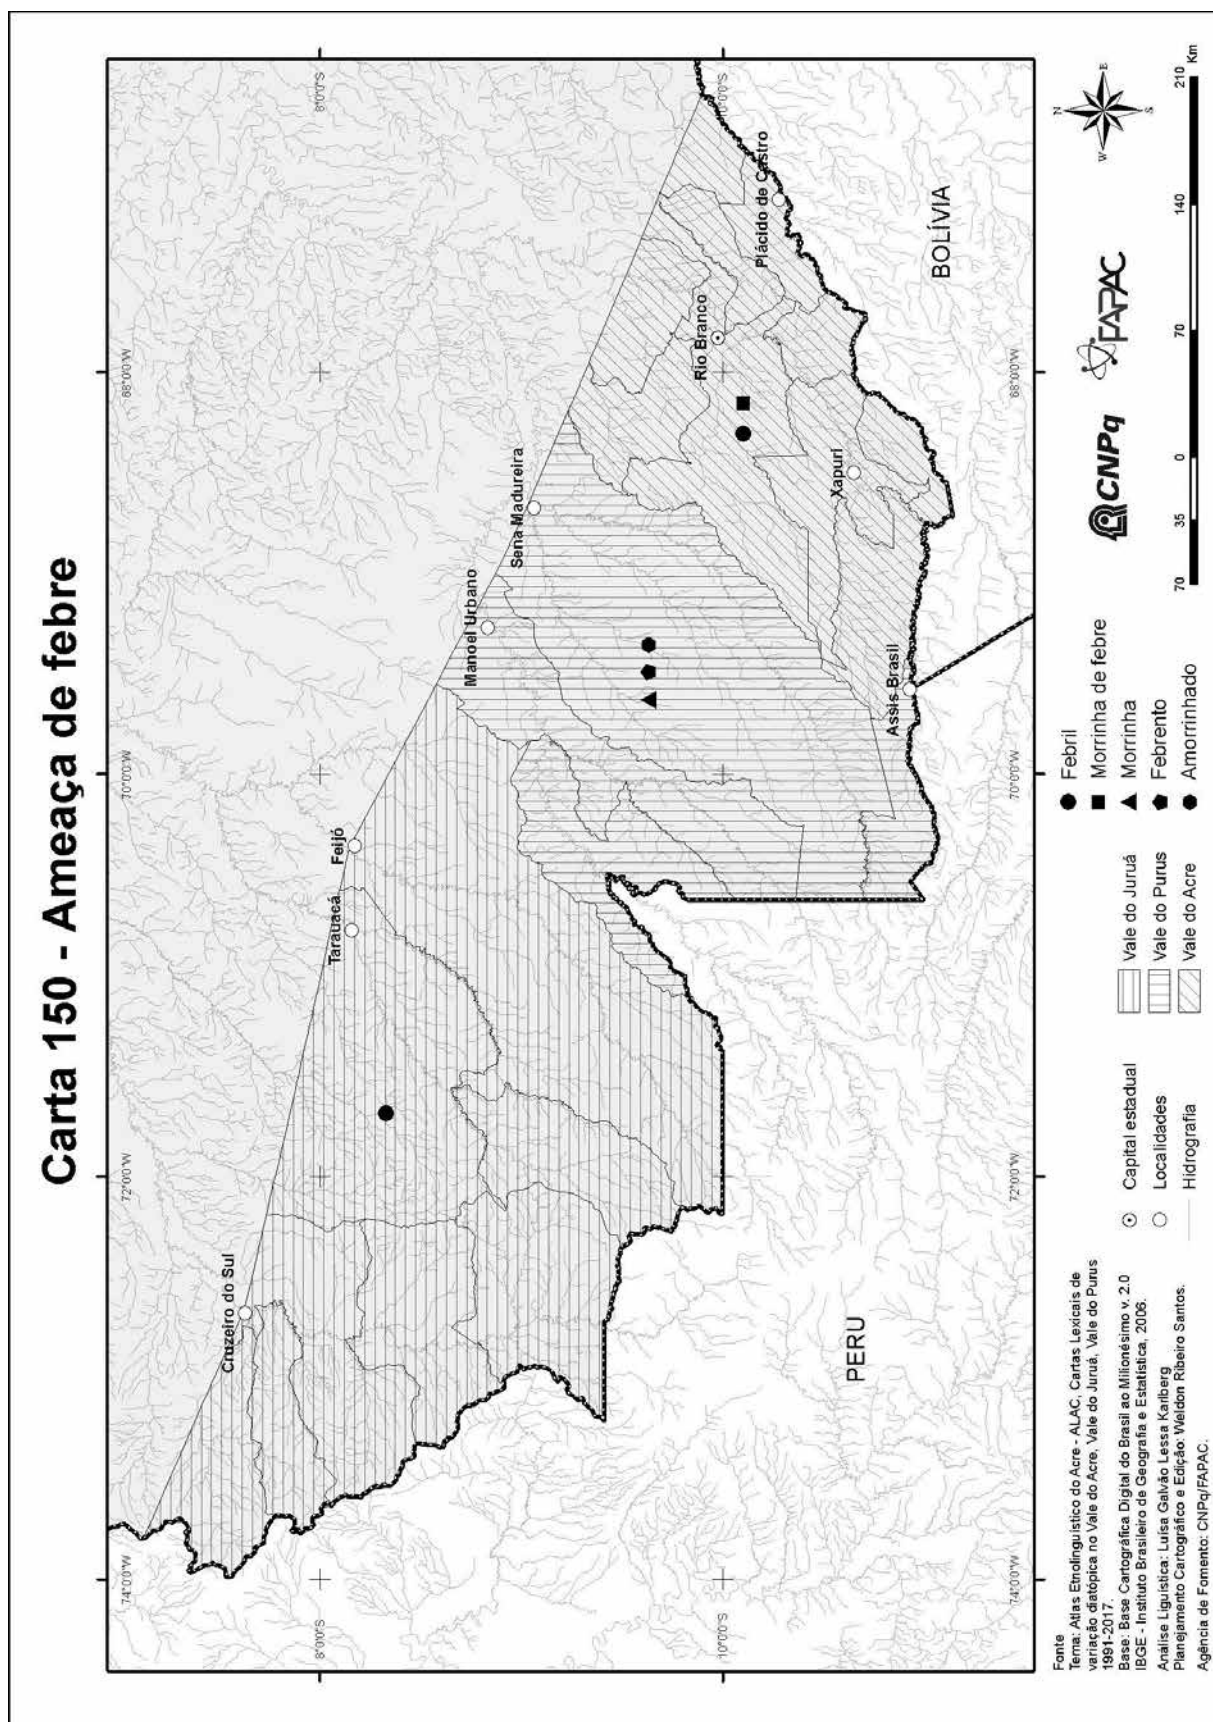 Carta 150 - Ameaça de febre
74°0'0"W
72°0'0"W
70°0'0"W
68°0'0"W
8°0'0"S
8°0'0"S
Cruzeiro do Sul
Tarauacá
Feijó
Manoel Urbano
Sena Madureira
Rio Branco
Plácido de Castro
Xapuri
Assis Brasil
10°0'0"S
10°0'0"S
PERU
BOLÍVIA
74°0'0"W
72°0'0"W
70°0'0"W
68°0'0"W
Fonte
Tema: Atlas Etnolinguístico do Acre - ALAC, Cartas Lexicais de
variação diatópica no Vale do Acre, Vale do Juruá, Vale do Purus
1991-2017.
Base: Base Cartográfica Digital do Brasil ao Milionésimo v. 2.0
IBGE - Instituto Brasileiro de Geografia e Estatística, 2006.
Análise Liguística: Luísa Galvão Lessa Karlberg
Planejamento Cartográfico e Edição: Weldon Ribeiro Santos.
Agência de Fomento: CNPq/FAPAC.
Capital estadual
Localidades
Hidrografia
Vale do Juruá
Vale do Purus
Vale do Acre
Febril
Morrinha de febre
Morrinha
Febrento
Amorrinhado
CNPq
FAPAC
N
W
E
S
70 35 0 70 140 210
Km